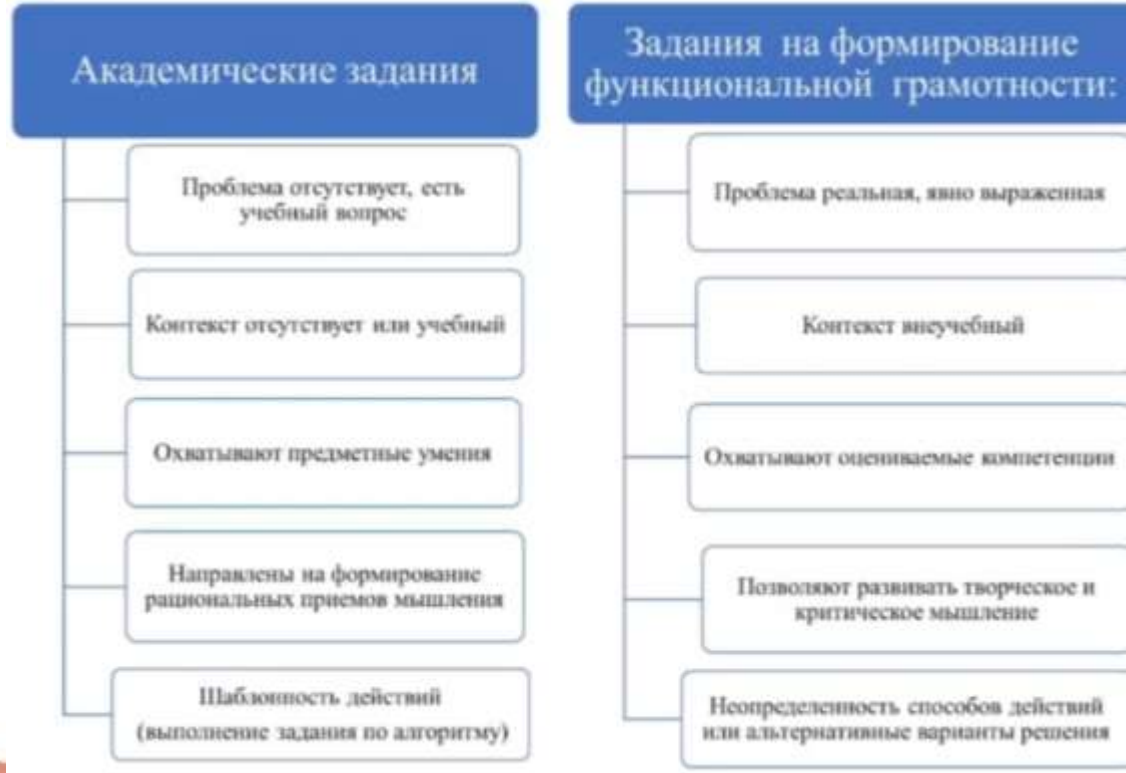 Академические задания
Проблема отсутствует, есть
учебный вопрос
Контекст отсутствует или учебный
Охватывают предметные умения
Направлены на формирование
рациональных приемов мышления
Шаблонность действий
(выполнение задания по алгоритму)
Задания на формирование
функциональной грамотности:
Проблема реальная, явно выраженная
Контекст внеучебный
Охватывают оцениваемые компетенции
Позволяют развивать творческое и
критическое мышление
Неопределенность способов действий
или альтернативные варианты решения